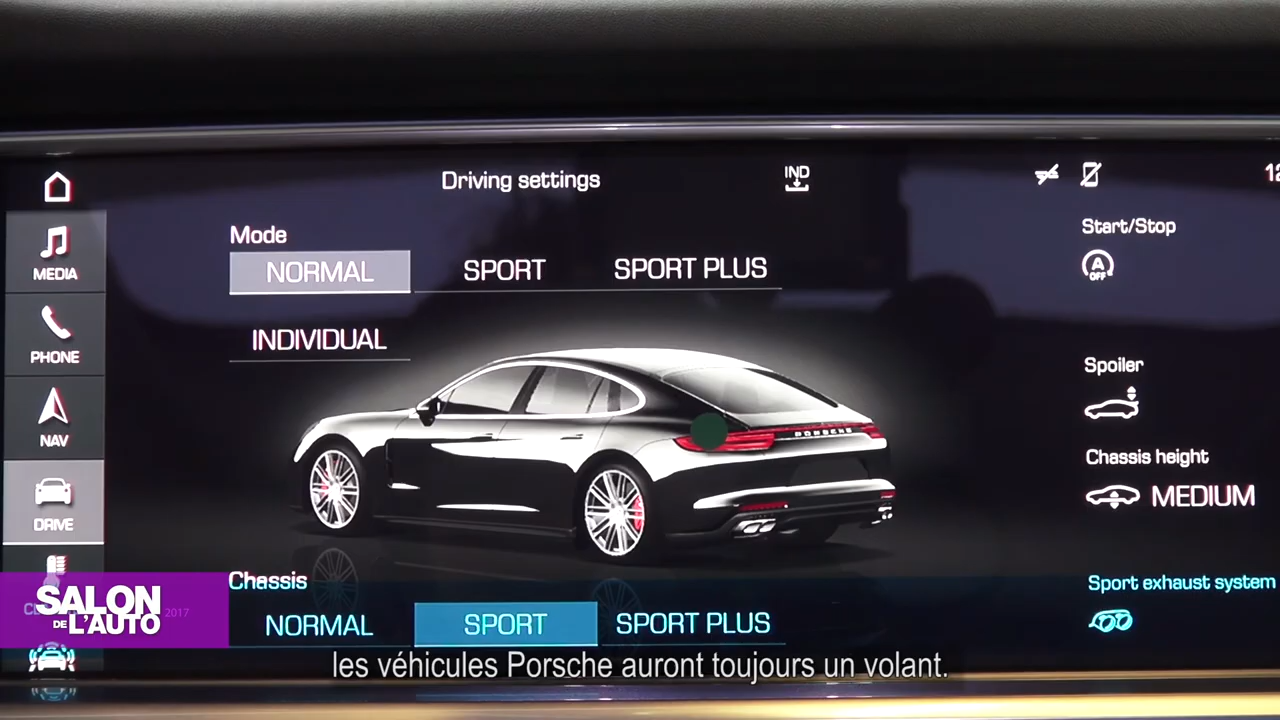 Driving settings
IND
12
MEDIA
PHONE
NAV
DRIVE
Mode
NORMAL
SPORT
SPORT PLUS
INDIVIDUAL
PORSCHE
Start/Stop
A
OFF
Spoiler
Chassis height
MEDIUM
Sport exhaust system
Chassis
NORMAL
SPORT
SPORT PLUS
SALON
DE L'AUTO
2017
les véhicules Porsche auront toujours un volant.